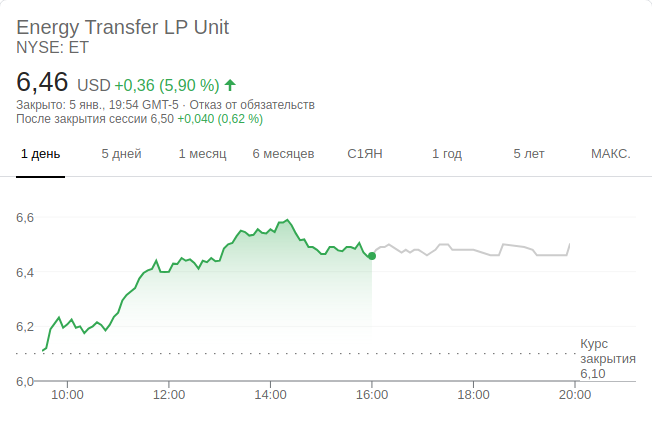 Energy Transfer LP Unit
NYSE: ET
6,46 USD +0,36 (5,90 %)
Закрыто: 5 янв., 19:54 GMT-5 · Отказ от обязательств
После закрытия сессии 6,50 +0,040 (0,62 %)
1 день 5 дней 1 месяц 6 месяцев С1ЯН 1 год 5 лет МАКС.
6,6
6,4
6,2
Курс
закрытия
6,10
6,0
10:00 12:00 14:00 16:00 18:00 20:00